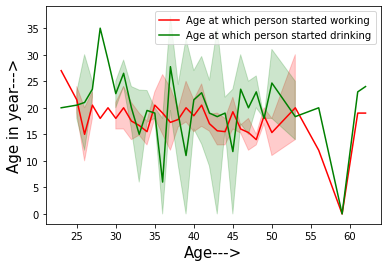 Age at which person started working
Age at which person started drinking
Age in year--->
35
30
25
20
15
10
5
0
25 30 35 40 45 50 55 60
Age--->